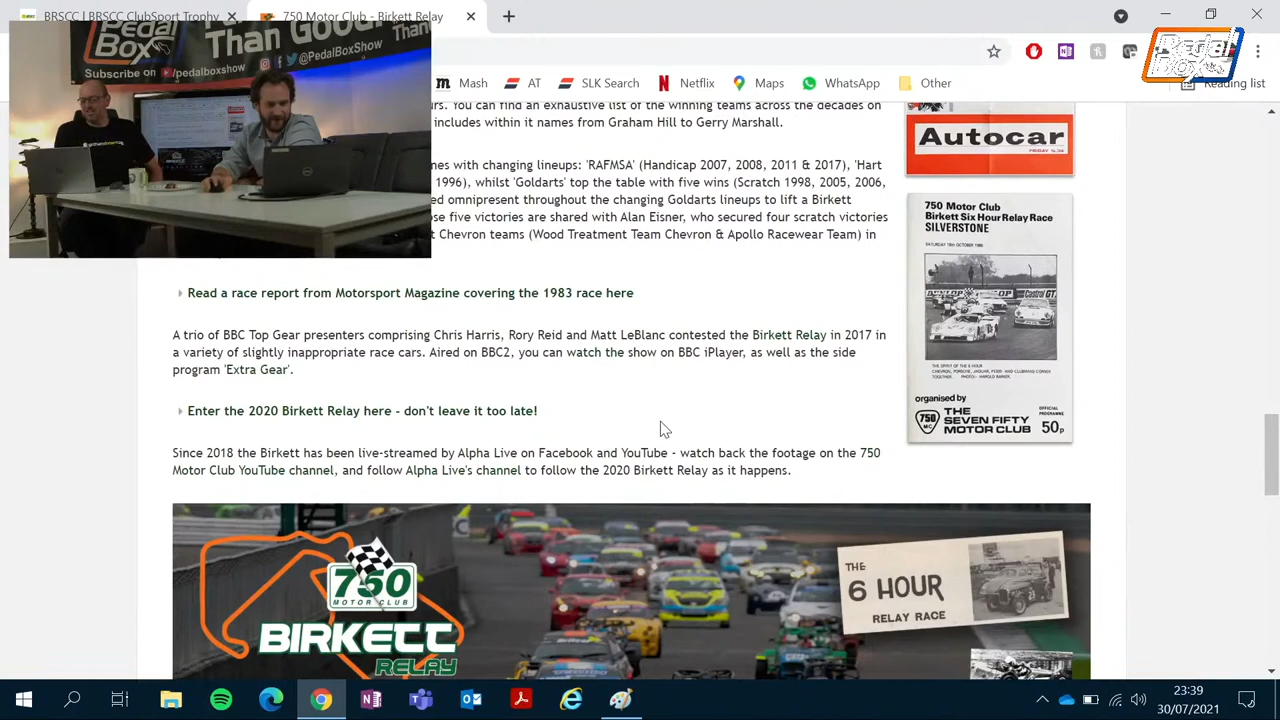 BRSCC | BRSCC ClubSport Trophy
750 Motor Club - Birkett Relay
Mash
AT
SLK Search
Netflix
Maps
WhatsApp
Other
Reading list
Pedal
Box
Than Good
Subscribe on /pedalboxshow
@PedalBoxShow
urs. You can find an exhaustive list of the winning teams across the decades on
includes within it names from Graham Hill to Gerry Marshall.
nes with changing lineups: 'RAFMSA' (Handicap 2007, 2008, 2011 & 2017), 'Hart
1996), whilst 'Goldarts' top the table with five wins (Scratch 1998, 2005, 2006,
ed omnipresent throughout the changing Goldarts lineups to lift a Birkett
ose five victories are shared with Alan Eisner, who secured four scratch victories
t Chevron teams (Wood Treatment Team Chevron & Apollo Racewear Team) in
Read a race report from Motorsport Magazine covering the 1983 race here
A trio of BBC Top Gear presenters comprising Chris Harris, Rory Reid and Matt LeBlanc contested the Birkett Relay in 2017 in
a variety of slightly inappropriate race cars. Aired on BBC2, you can watch the show on BBC iPlayer, as well as the side
program 'Extra Gear'.
Enter the 2020 Birkett Relay here - don't leave it too late!
Since 2018 the Birkett has been live-streamed by Alpha Live on Facebook and YouTube - watch back the footage on the 750
Motor Club YouTube channel, and follow Alpha Live's channel to follow the 2020 Birkett Relay as it happens.
Autocar
750 Motor Club
Birkett Six Hour Relay Race
SILVERSTONE
organised by
750
MC
THE
SEVEN FIFTY
MOTOR CLUB
OFFICIAL
PROGRAMME
50p
750
MOTOR CLUB
BIRKETT
RELAY
THE
6 HOUR
RELAY RACE
23:39
30/07/2021